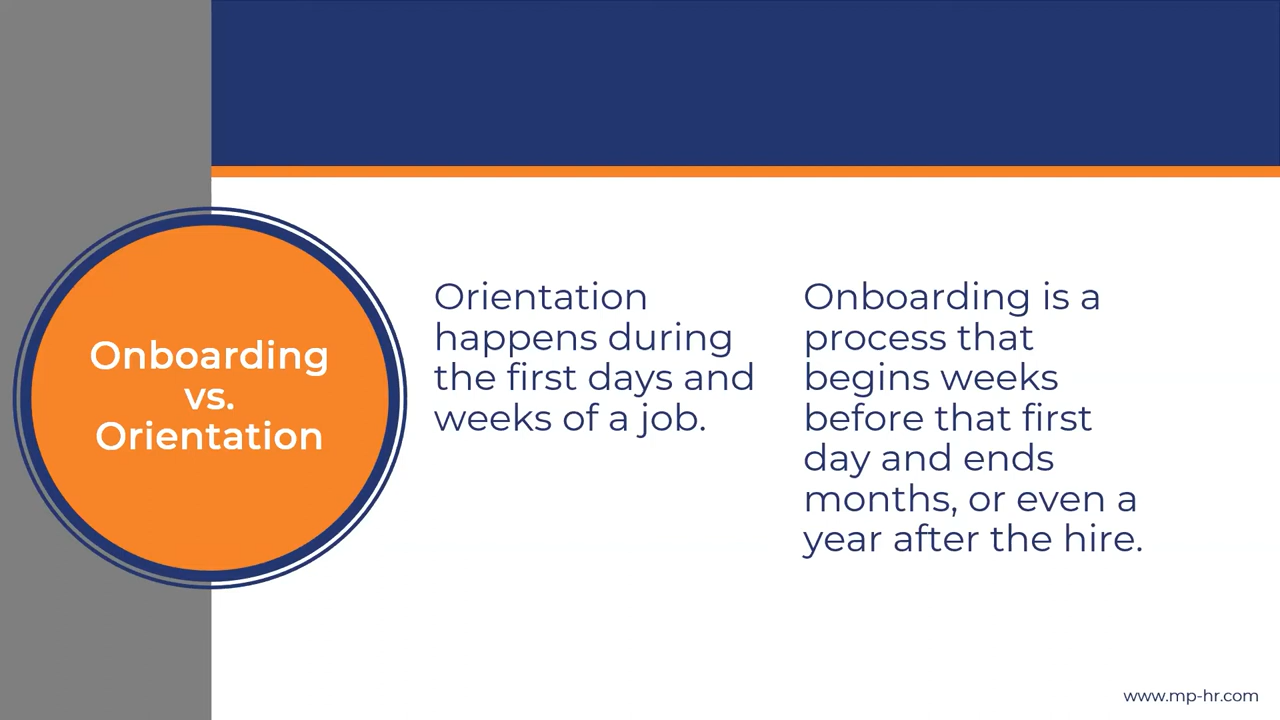 Onboarding
vs.
Orientation
Orientation
happens during
the first days and
weeks of a job.
Onboarding is a
process that
begins weeks
before that first
day and ends
months, or even a
year after the hire.
www.mp-hr.com